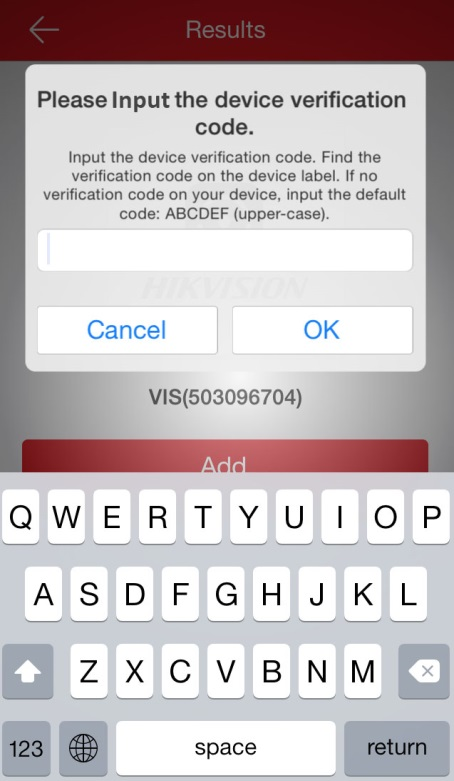 Results
Please Input the device verification
code.
Input the device verification code. Find the
verification code on the device label. If no
verification code on your device, input the default
code: ABCDEF (upper-case).
HIKVISION
Cancel
OK
VIS(503096704)
Add
Q W E R T Y U I O P
A S D F G H J K L
Z X C V B N M
123
space
return